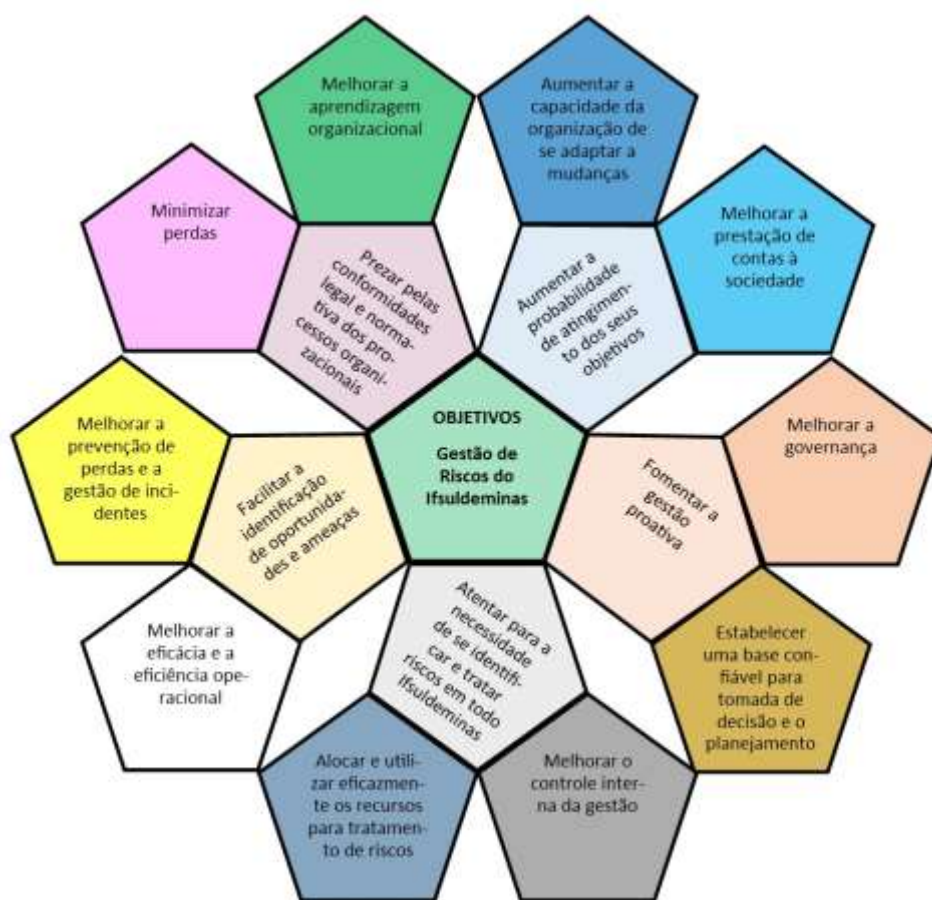 Melhorar a
aprendizagem
organizacional
Aumentar a
capacidade da
organização de
se adaptar a
mudanças
Minimizar
perdas
Prezar pelas
conformidades
legal e norma-
tiva dos pro-
cessos organi-
zacionais
Aumentar a
probabilidade
de atingimen-
to dos seus
objetivos
Melhorar a
prestação de
contas à
sociedade
Melhorar a
prevenção de
perdas e a
gestão de inci-
dentes
Facilitar a
identificação
de oportunida-
des e ameaças
OBJETIVOS
Gestão de
Riscos do
Ifsuldeminas
Fomentar a
gestão
proativa
Melhorar a
governança
Melhorar a
eficácia e a
eficiência ope-
racional
Atentar para a
necessidade
de se identifi-
car e tratar
riscos em todo
Ifsuldeminas
Estabelecer
uma base con-
fiável para
tomada de
decisão e o
planejamento
Alocar e utili-
zar eficazmen-
te os recursos
para tratamen-
to de riscos
Melhorar o
controle inter-
na da gestão